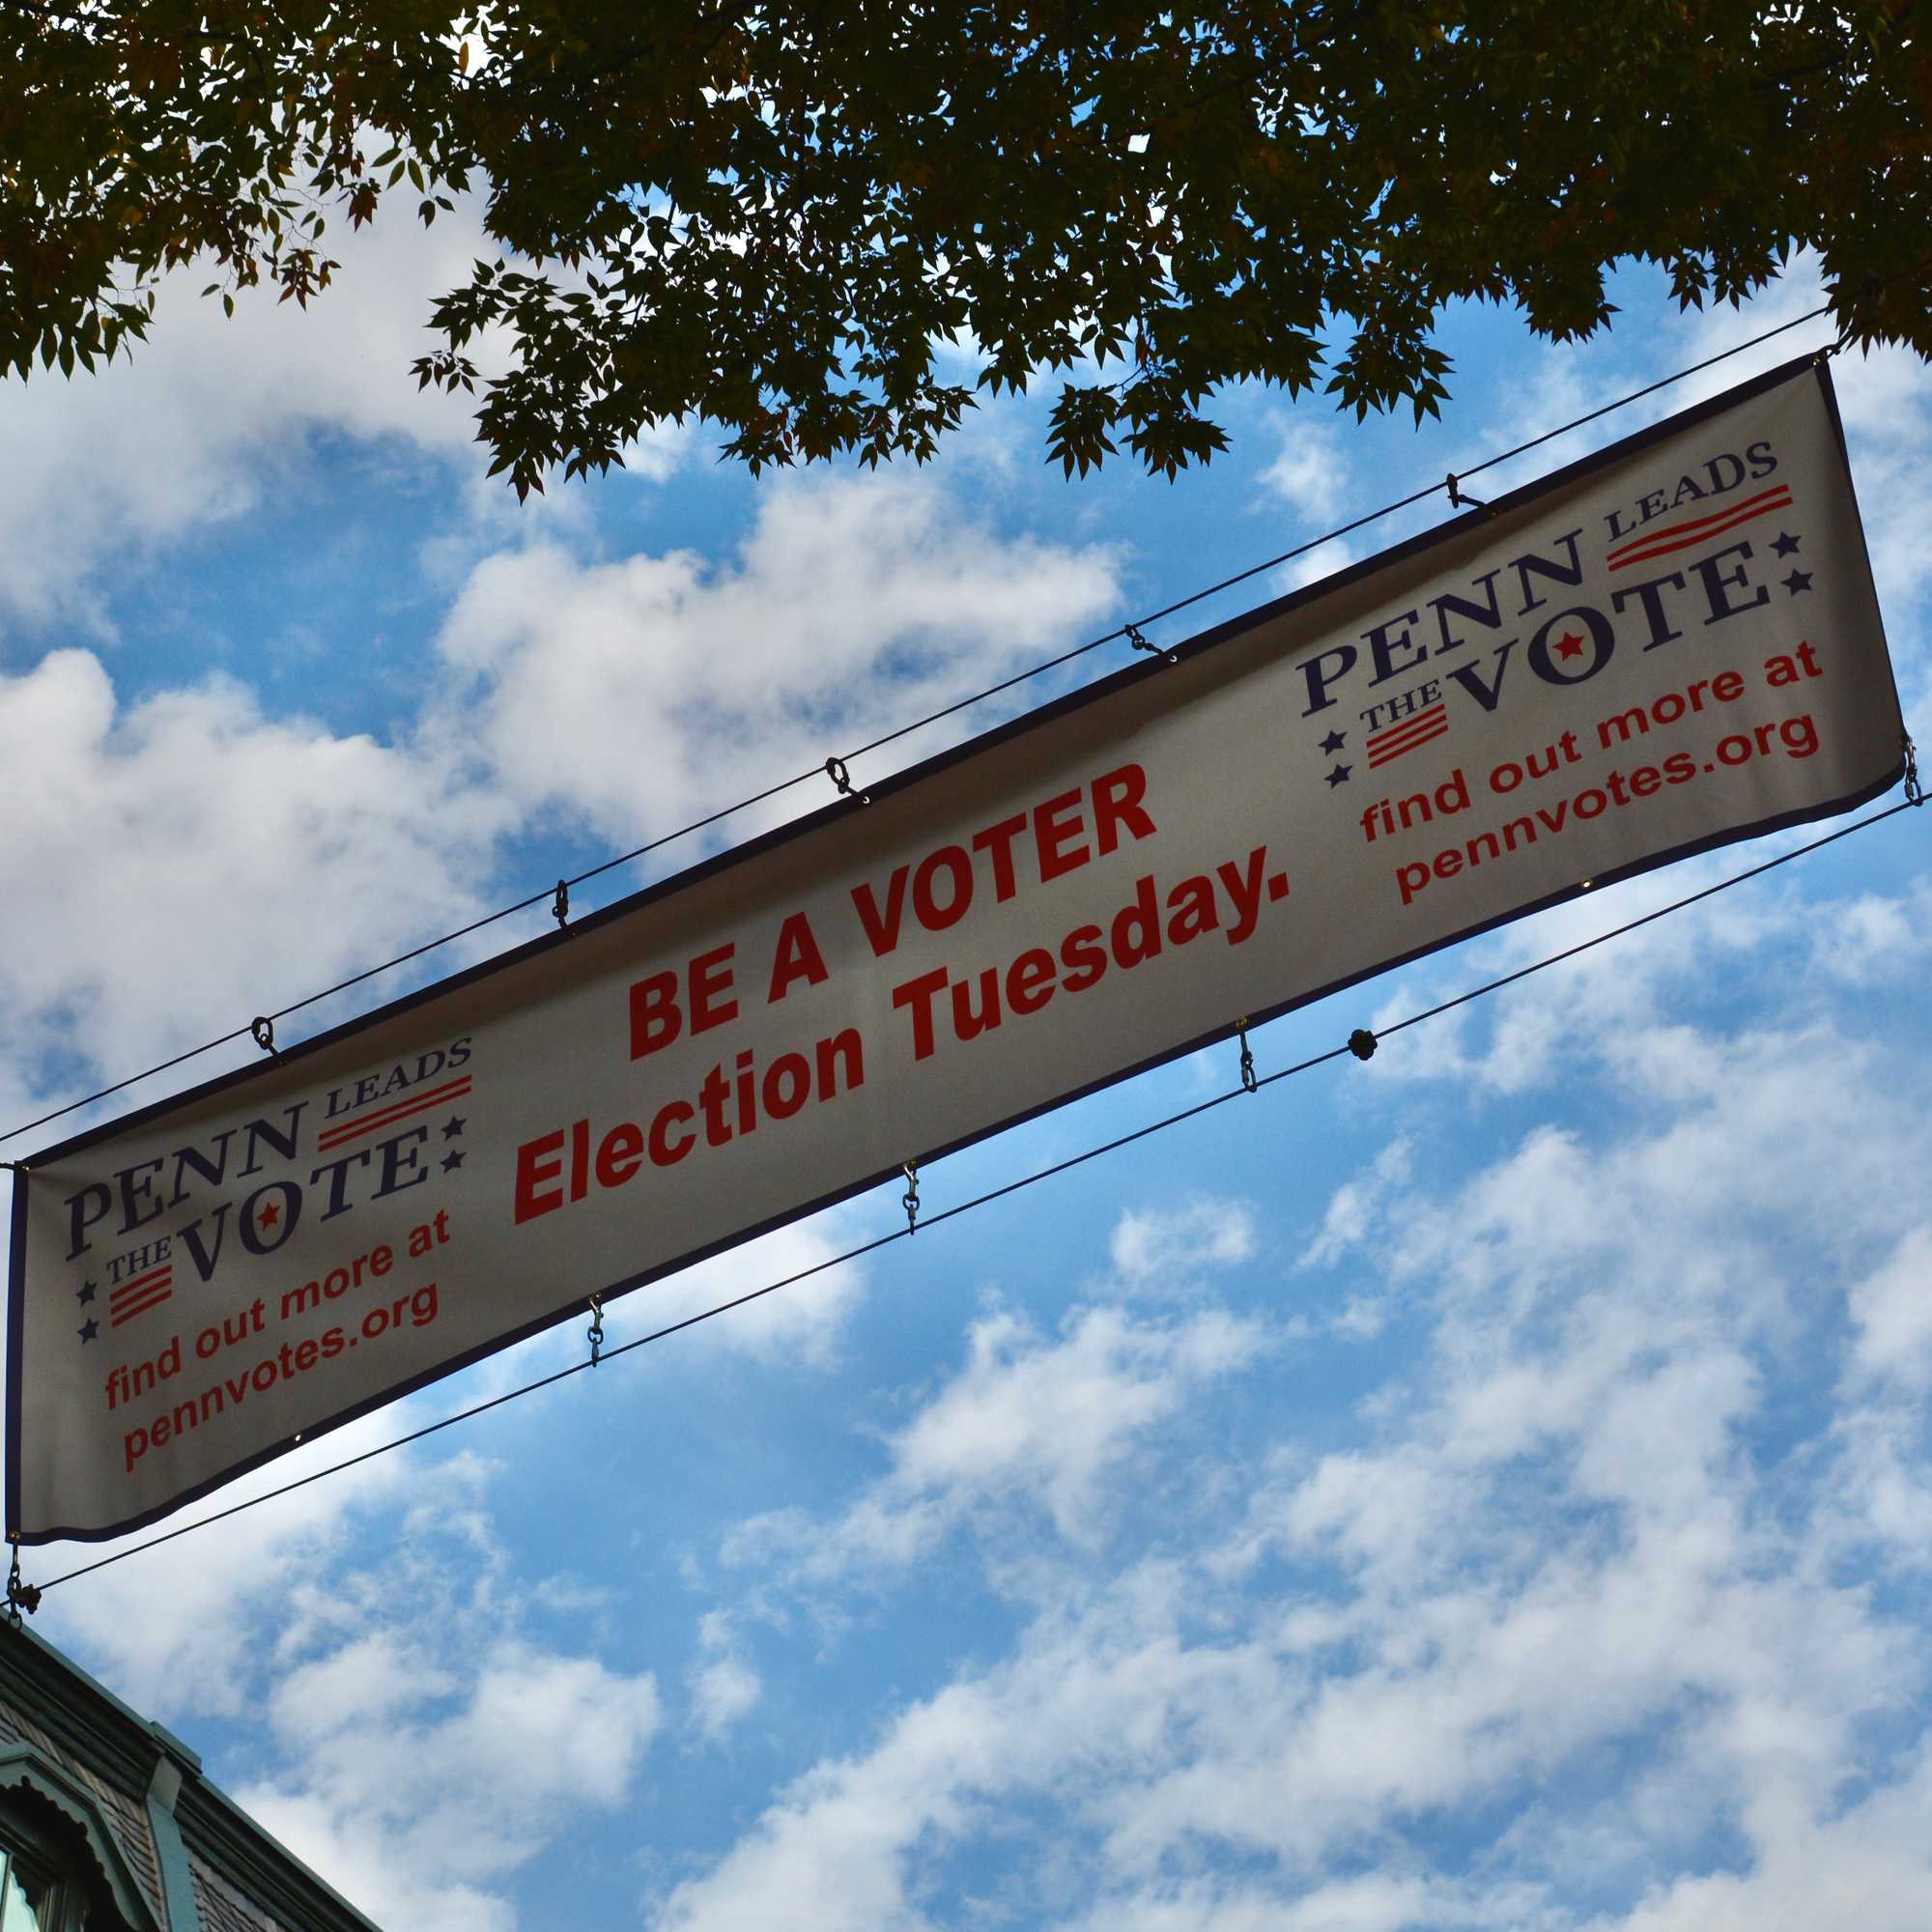 PENN LEADS
THE VOTE
find out more at
pennvotes.org
BE A VOTER
Election Tuesday.
PENN LEADS
THE VOTE
find out more at
pennvotes.org